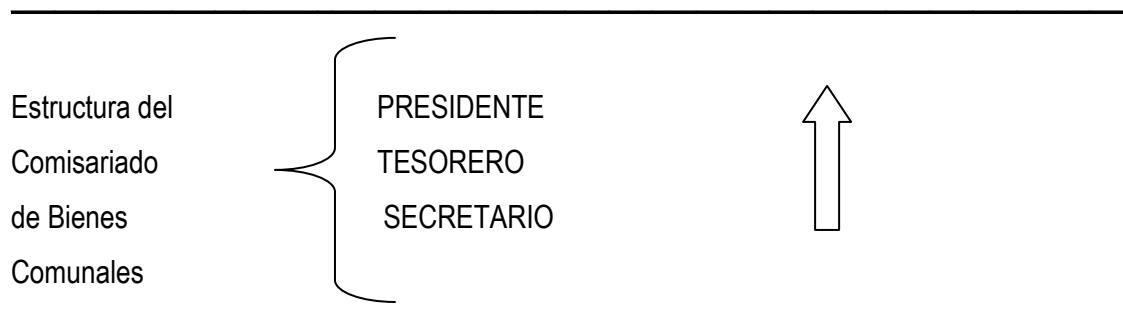 Estructura del PRESIDENTE
Comisariado TESORERO
de Bienes SECRETARIO
Comunales